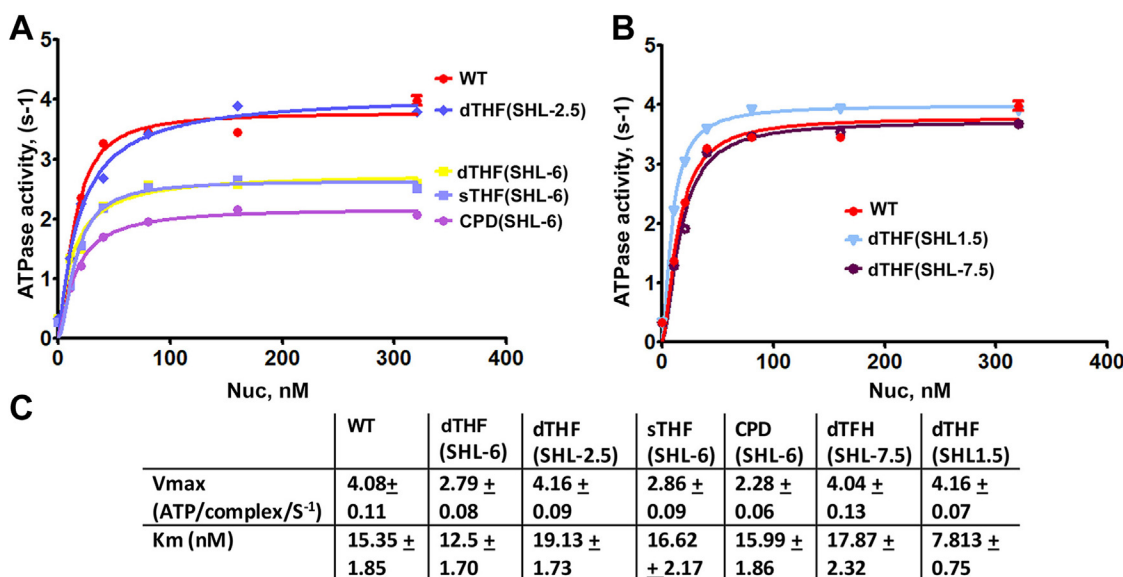 A
ATPase activity, (s-1)
5
4
3
2
1
0
0 100 200 300 400
Nuc, nM
WT
dTHF(SHL-2.5)
dTHF(SHL-6)
sTHF(SHL-6)
CPD(SHL-6)
B
ATPase activity, (s-1)
5
4
3
2
1
0
0 100 200 300 400
Nuc, nM
WT
dTHF(SHL1.5)
dTHF(SHL-7.5)
C
WT dTHF dTHF sTHF CPD dTFH dTHF
(SHL-6) (SHL-2.5) (SHL-6) (SHL-6) (SHL-7.5) (SHL1.5)
Vmax 4.08± 2.79 ± 4.16 ± 2.86 ± 2.28 ± 4.04 ± 4.16 ±
(ATP/complex/S⁻¹) 0.11 0.08 0.09 0.09 0.06 0.13 0.07
Km (nM) 15.35 ± 12.5 ± 19.13 ± 16.62 15.99 ± 17.87 ± 7.813 ±
1.85 1.70 1.73 ± 2.17 1.86 2.32 0.75